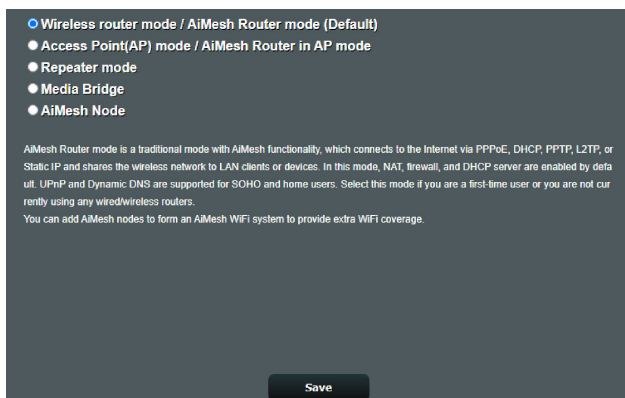 Wireless router mode / AiMesh Router mode (Default)
Access Point(AP) mode / AiMesh Router in AP mode
Repeater mode
Media Bridge
AiMesh Node
AiMesh Router mode is a traditional mode with AiMesh functionality, which connects to the Internet via PPPoE, DHCP, PPTP, L2TP, or
Static IP and shares the wireless network to LAN clients or devices. In this mode, NAT, firewall, and DHCP server are enabled by defa
ult. UPnP and Dynamic DNS are supported for SOHO and home users. Select this mode if you are a first-time user or you are not cur
rently using any wired/wireless routers.
You can add AiMesh nodes to form an AiMesh WiFi system to provide extra WiFi coverage.
Save